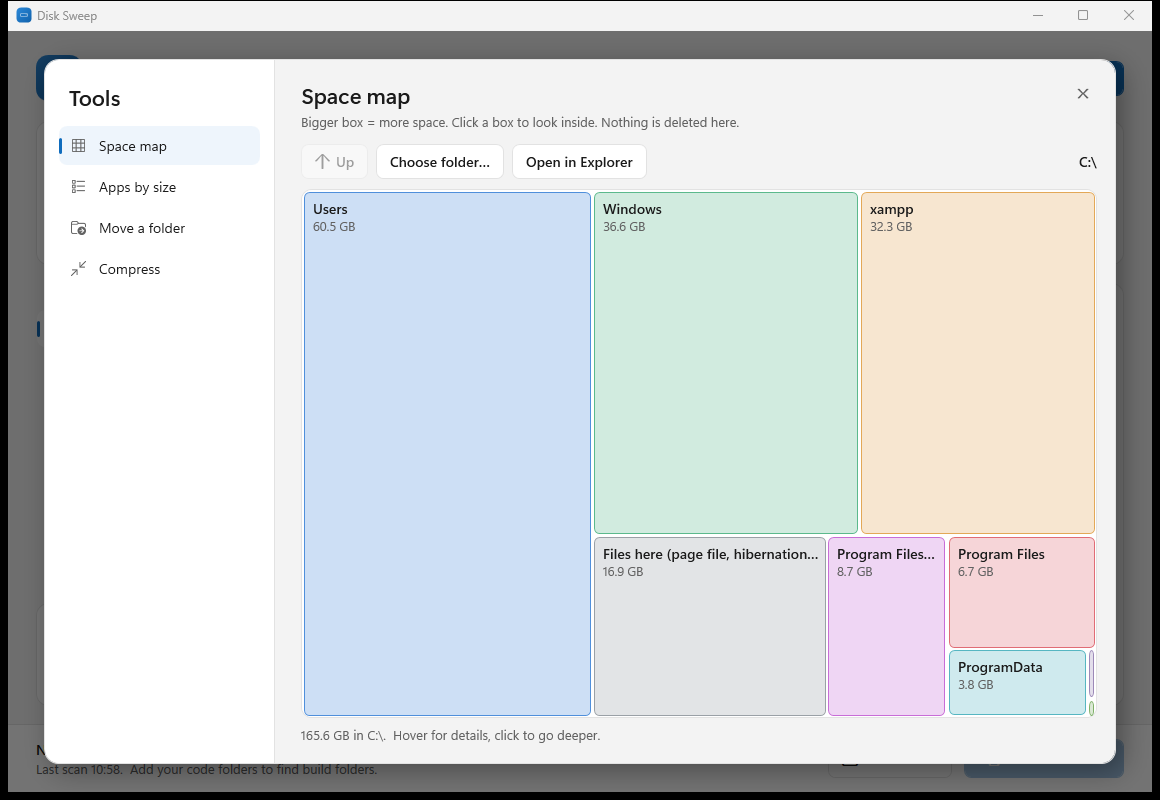 Disk Sweep
Tools
Space map
Apps by size
Move a folder
Compress
Space map
Bigger box = more space. Click a box to look inside. Nothing is deleted here.
Up
Choose folder...
Open in Explorer
C:\
Users
60.5 GB
Windows
36.6 GB
xampp
32.3 GB
Files here (page file, hibernation...
16.9 GB
Program Files...
8.7 GB
Program Files
6.7 GB
ProgramData
3.8 GB
165.6 GB in C:\.  Hover for details, click to go deeper.
Last scan 10:58.  Add your code folders to find build folders.